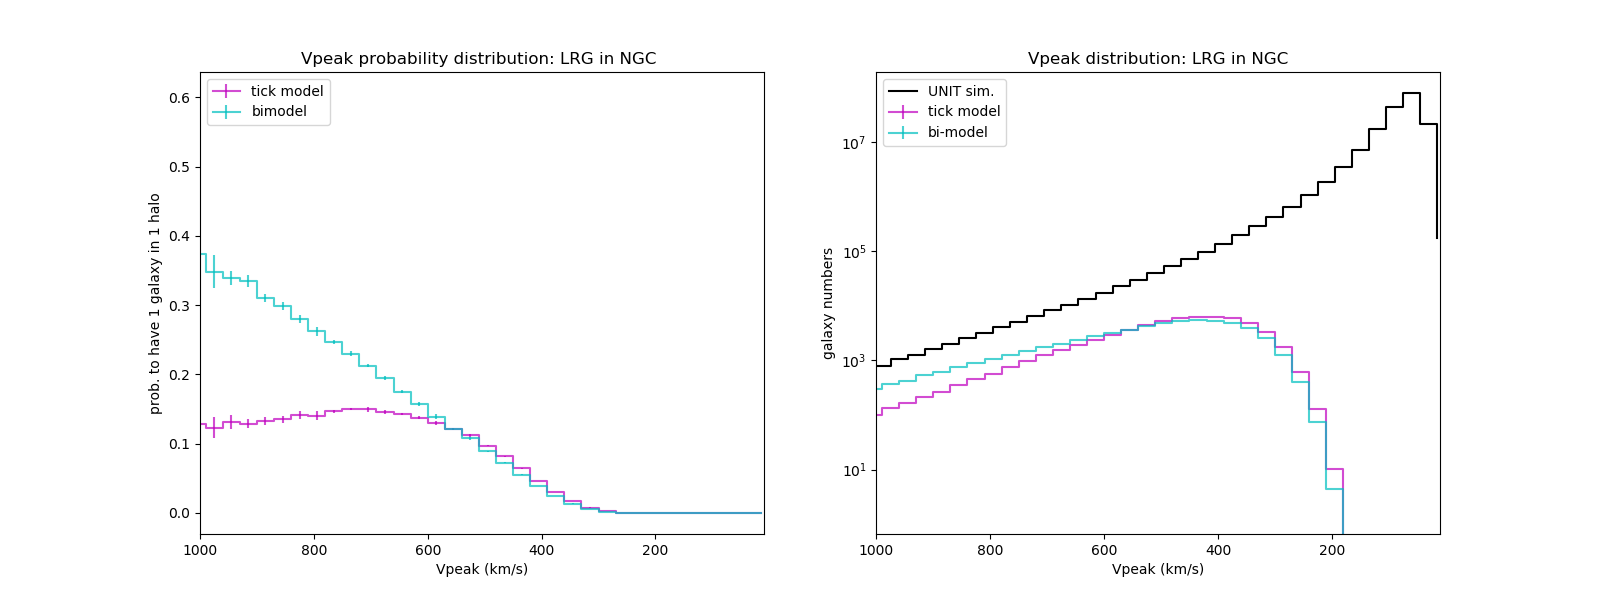 Vpeak probability distribution: LRG in NGC
tick model
bimodel
0.6
0.5
0.4
0.3
0.2
0.1
0.0
prob. to have 1 galaxy in 1 halo
1000 800 600 400 200
Vpeak (km/s)
Vpeak distribution: LRG in NGC
UNIT sim.
tick model
bi-model
10^7
10^5
10^3
10^1
galaxy numbers
1000 800 600 400 200
Vpeak (km/s)